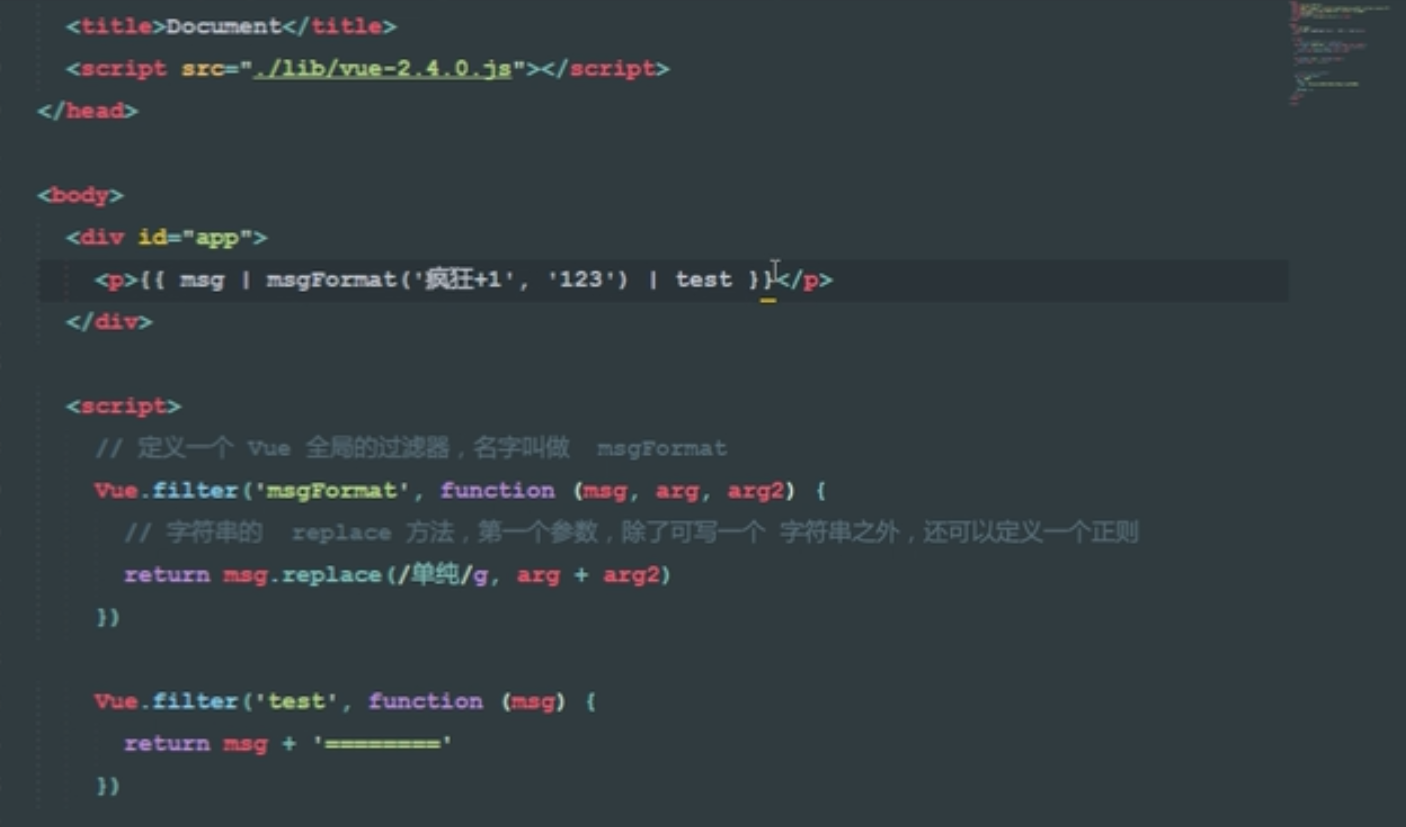 <title>Document</title>
<script src="./lib/vue-2.4.0.js"></script>
</head>
<body>
<div id="app">
<p>{{ msg | msgFormat('疯狂+1', '123') | test }}</p>
</div>
<script>
// 定义一个 Vue 全局的过滤器，名字叫做  msgFormat
Vue.filter('msgFormat', function (msg, arg, arg2) {
// 字符串的  replace 方法，第一个参数，除了可写一个 字符串之外，还可以定义一个正则
return msg.replace(/单纯/g, arg + arg2)
})
Vue.filter('test', function (msg) {
return msg + '========'
})